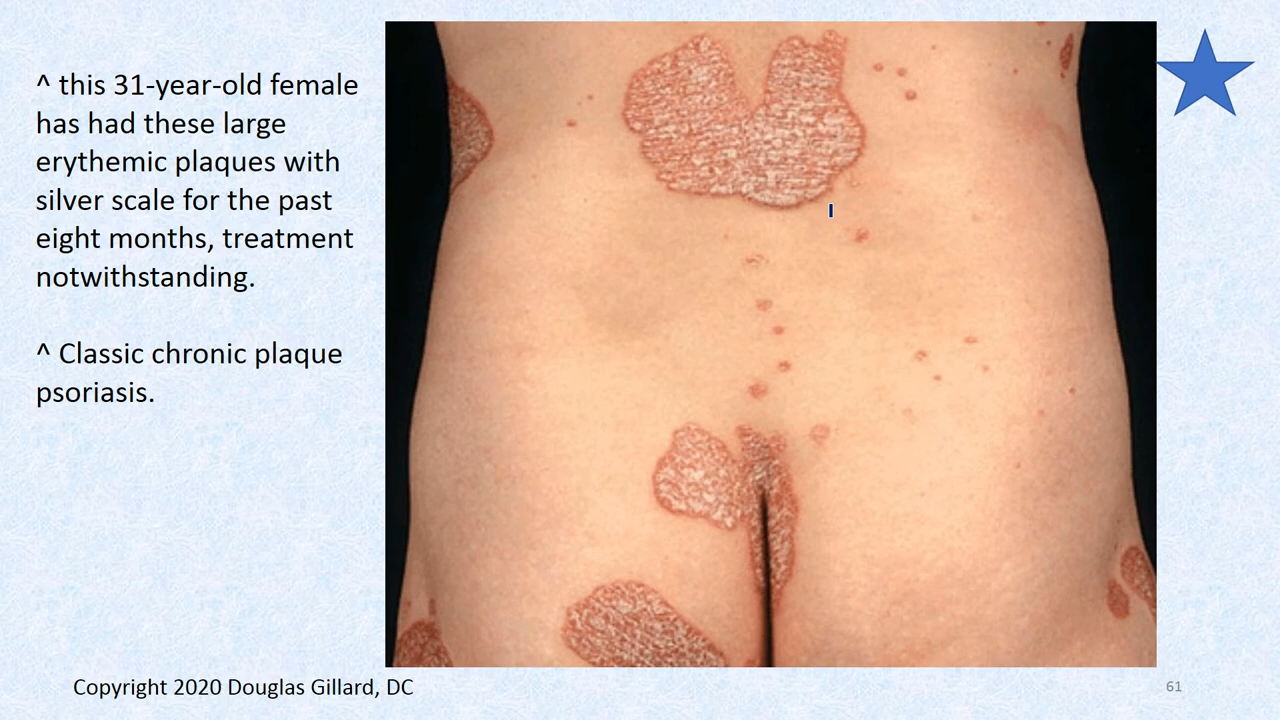 ^ this 31-year-old female
has had these large
erythemic plaques with
silver scale for the past
eight months, treatment
notwithstanding.
^ Classic chronic plaque
psoriasis.
Copyright 2020 Douglas Gillard, DC
61